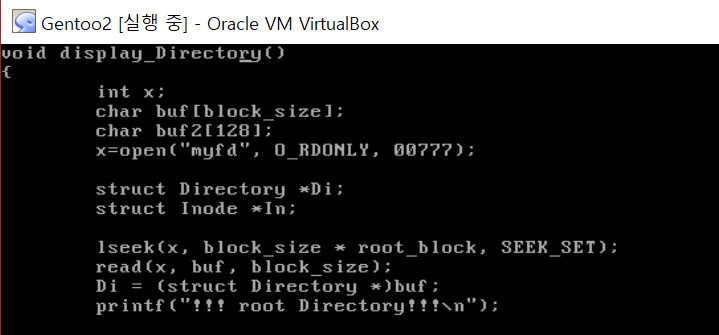 Gentoo2 [실행 중] - Oracle VM VirtualBox
void display_Directory()
{
int x;
char buf[block_size];
char buf2[128];
x=open("myfd", O_RDONLY, 00777);
struct Directory *Di;
struct Inode *In;
lseek(x, block_size * root_block, SEEK_SET);
read(x, buf, block_size);
Di = (struct Directory *)buf;
printf("!!! root Directory!!!\n");